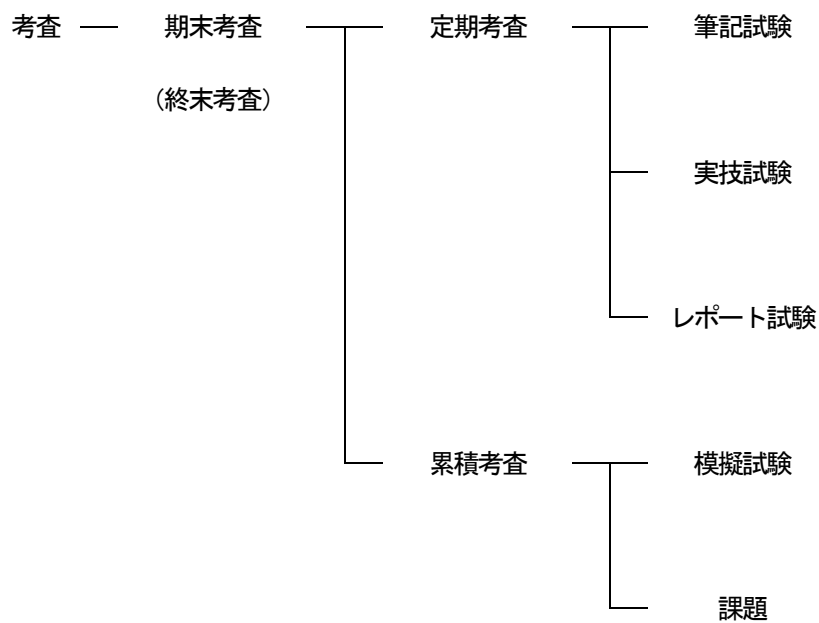 考査 期末考査 定期考査 筆記試験
（終末考査）
実技試験
レポート試験
累積考査 模擬試験
課題